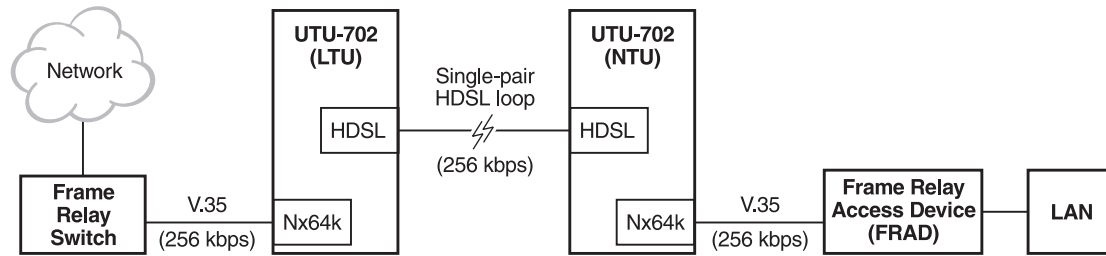 Network
Frame
Relay
Switch
V.35
(256 kbps)
UTU-702
(LTU)
HDSL
Nx64k
Single-pair
HDSL loop
(256 kbps)
UTU-702
(NTU)
HDSL
Nx64k
V.35
(256 kbps)
Frame Relay
Access Device
(FRAD)
LAN